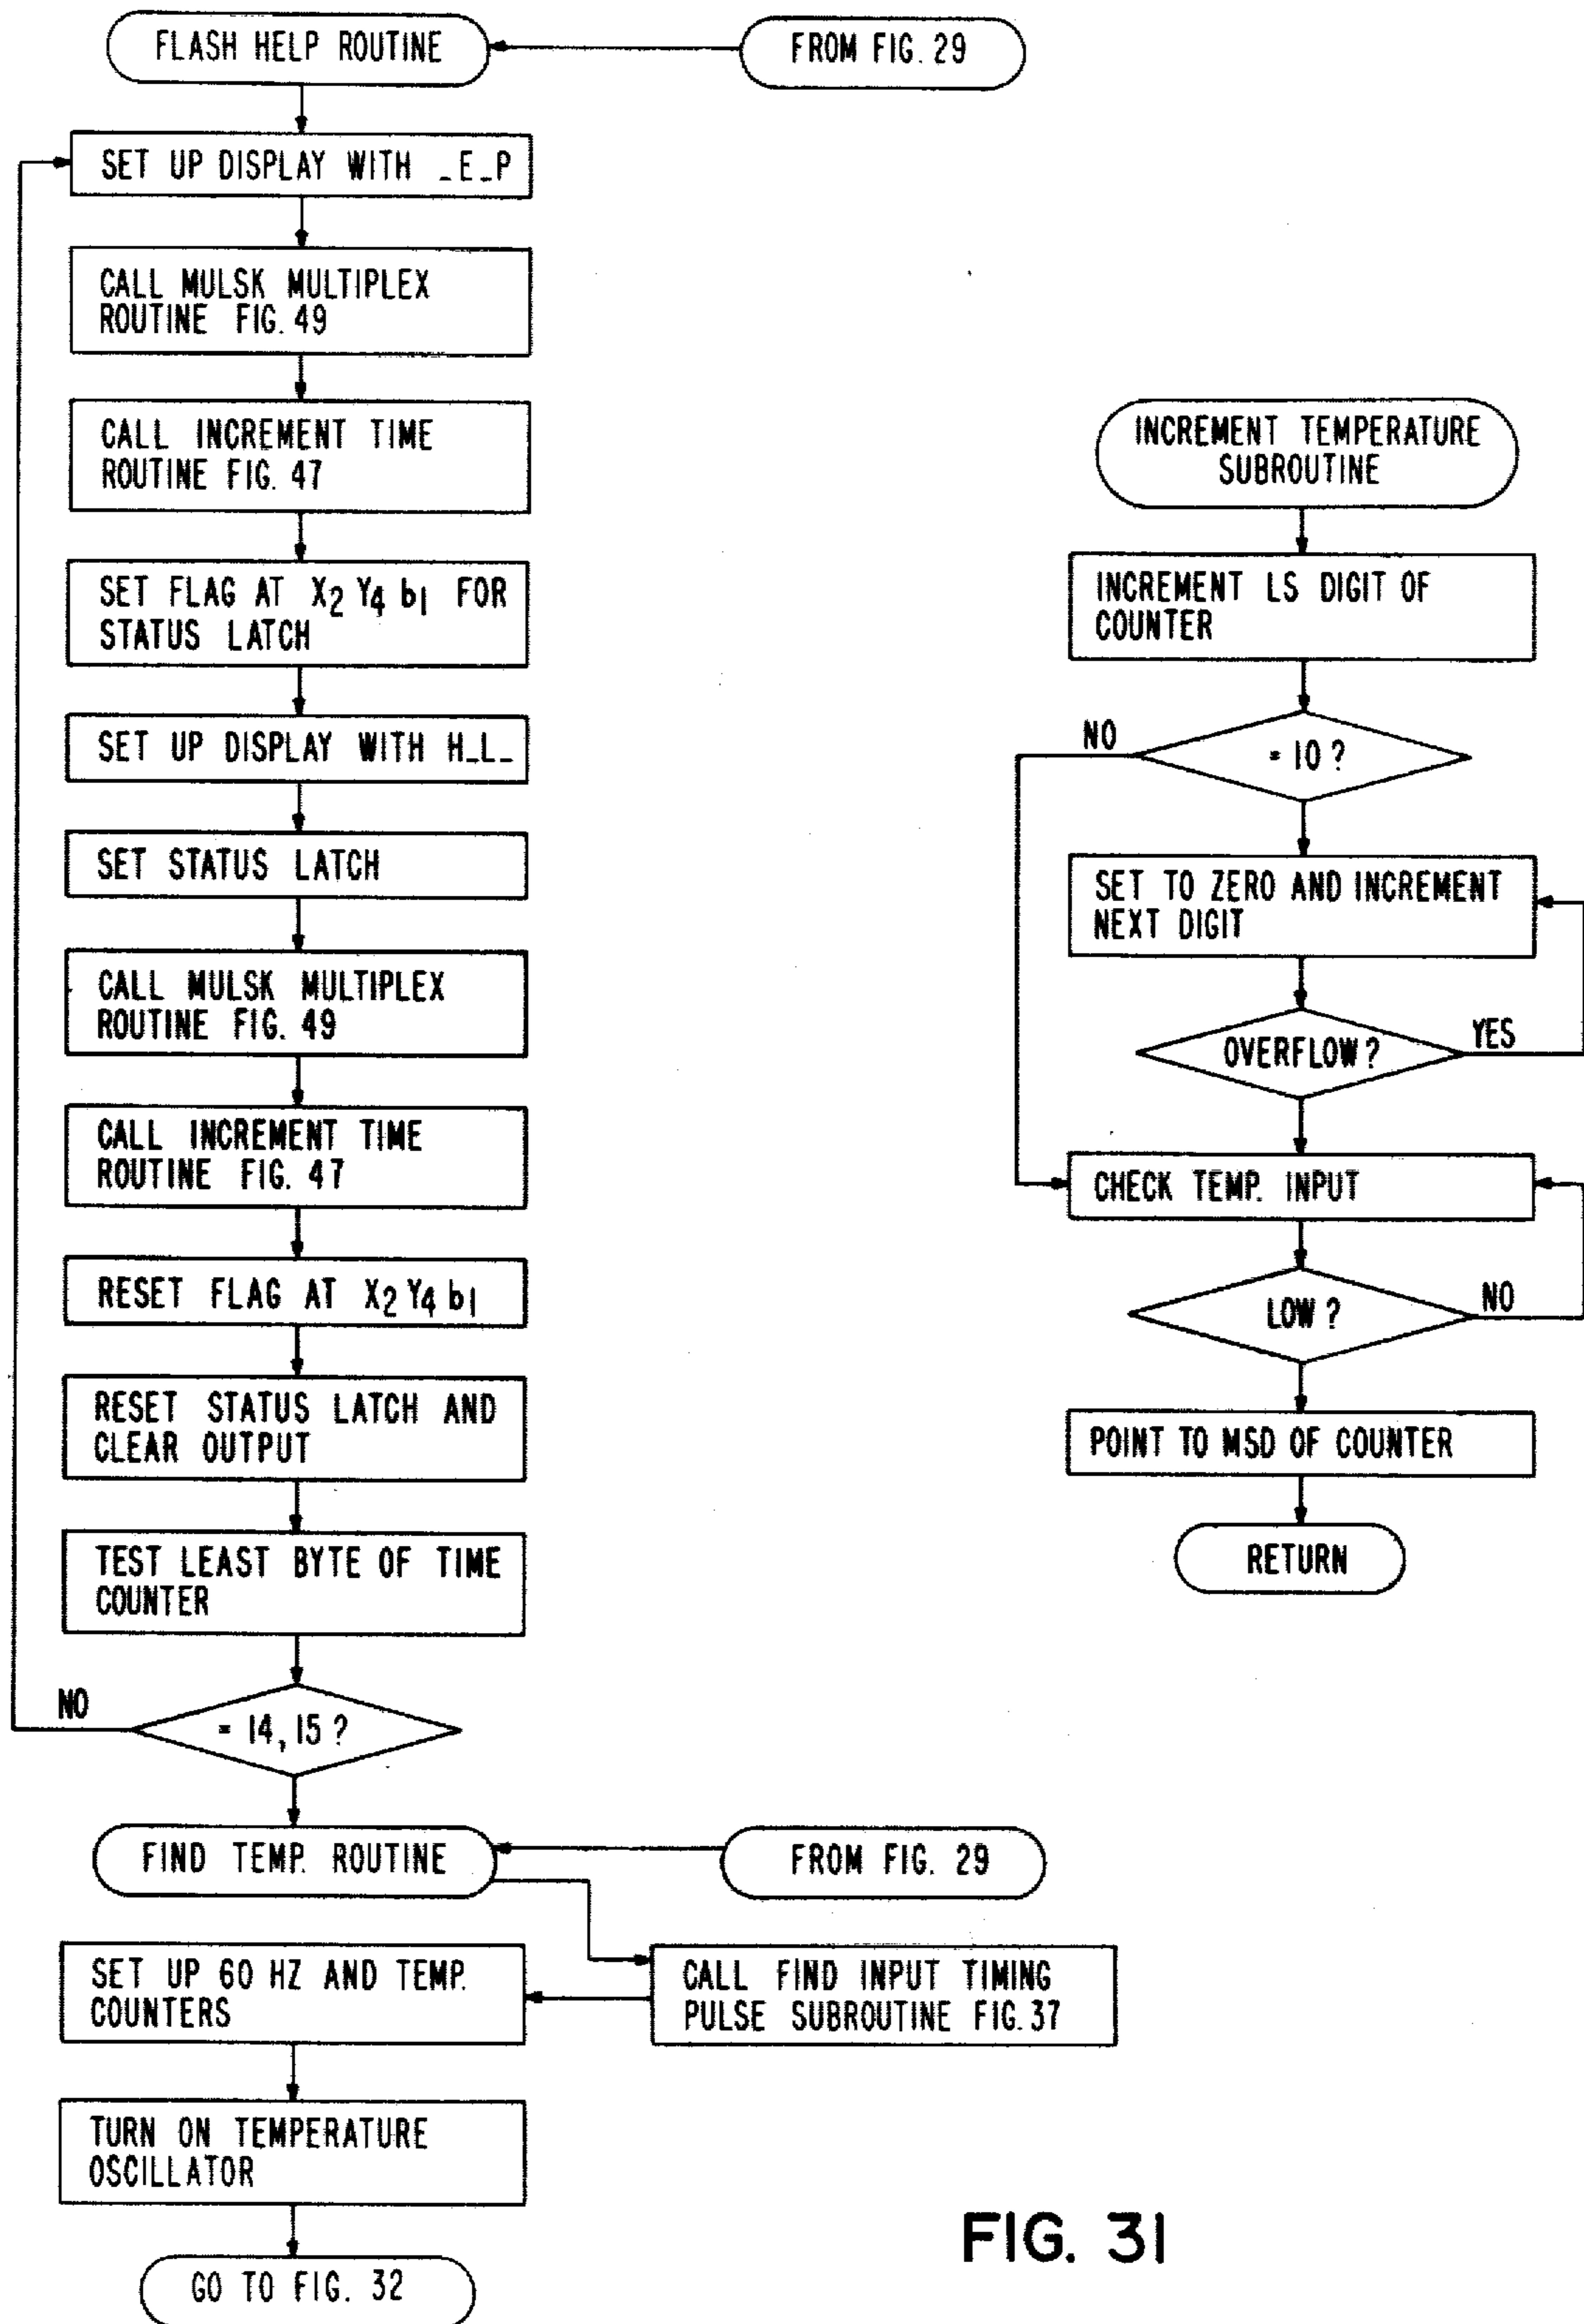 FLASH HELP ROUTINE
FROM FIG. 29
SET UP DISPLAY WITH _E_P
CALL MULSK MULTIPLEX
ROUTINE FIG. 49
CALL INCREMENT TIME
ROUTINE FIG. 47
SET FLAG AT X2 Y4 b1 FOR
STATUS LATCH
SET UP DISPLAY WITH H_L_
SET STATUS LATCH
CALL MULSK MULTIPLEX
ROUTINE FIG. 49
CALL INCREMENT TIME
ROUTINE FIG. 47
RESET FLAG AT X2 Y4 b1
RESET STATUS LATCH AND
CLEAR OUTPUT
TEST LEAST BYTE OF TIME
COUNTER
NO
= 14, 15 ?
FIND TEMP. ROUTINE
FROM FIG. 29
CALL FIND INPUT TIMING
PULSE SUBROUTINE FIG. 37
SET UP 60 HZ AND TEMP.
COUNTERS
TURN ON TEMPERATURE
OSCILLATOR
GO TO FIG. 32
INCREMENT TEMPERATURE
SUBROUTINE
INCREMENT LS DIGIT OF
COUNTER
NO
= 10 ?
SET TO ZERO AND INCREMENT
NEXT DIGIT
OVERFLOW ?
YES
CHECK TEMP. INPUT
LOW ?
NO
POINT TO MSD OF COUNTER
RETURN
FIG. 31